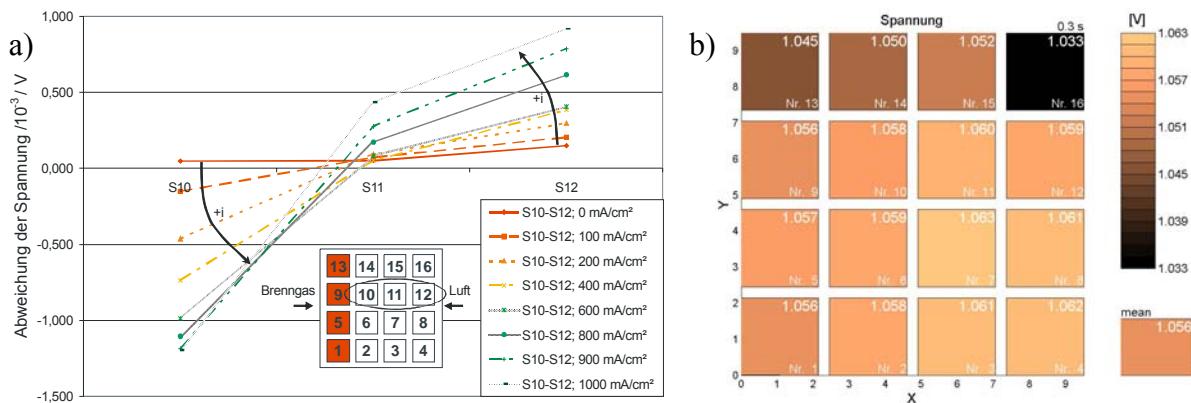 a)
Abweichung der Spannung /10⁻³ / V
1,000
0,500
0,000
-0,500
-1,000
-1,500
S10
S11
S12
+i
+i
S10-S12; 0 mA/cm²
S10-S12; 100 mA/cm²
S10-S12; 200 mA/cm²
S10-S12; 400 mA/cm²
S10-S12; 600 mA/cm²
S10-S12; 800 mA/cm²
S10-S12; 900 mA/cm²
S10-S12; 1000 mA/cm²
Brenngas
Luft
13 14 15 16
9 10 11 12
5 6 7 8
1 2 3 4
b)
Spannung
0.3 s
[V]
1.045 1.050 1.052 1.033
Nr. 13 Nr. 14 Nr. 15 Nr. 16
1.056 1.058 1.060 1.059
Nr. 9 Nr. 10 Nr. 11 Nr. 12
1.057 1.059 1.063 1.061
Nr. 5 Nr. 6 Nr. 7 Nr. 8
1.056 1.058 1.061 1.062
Nr. 1 Nr. 2 Nr. 3 Nr. 4
Y
9
8
7
6
5
4
3
2
1
0
0 1 2 3 4 5 6 7 8 9
X
1.063
1.057
1.051
1.045
1.039
1.033
mean
1.056